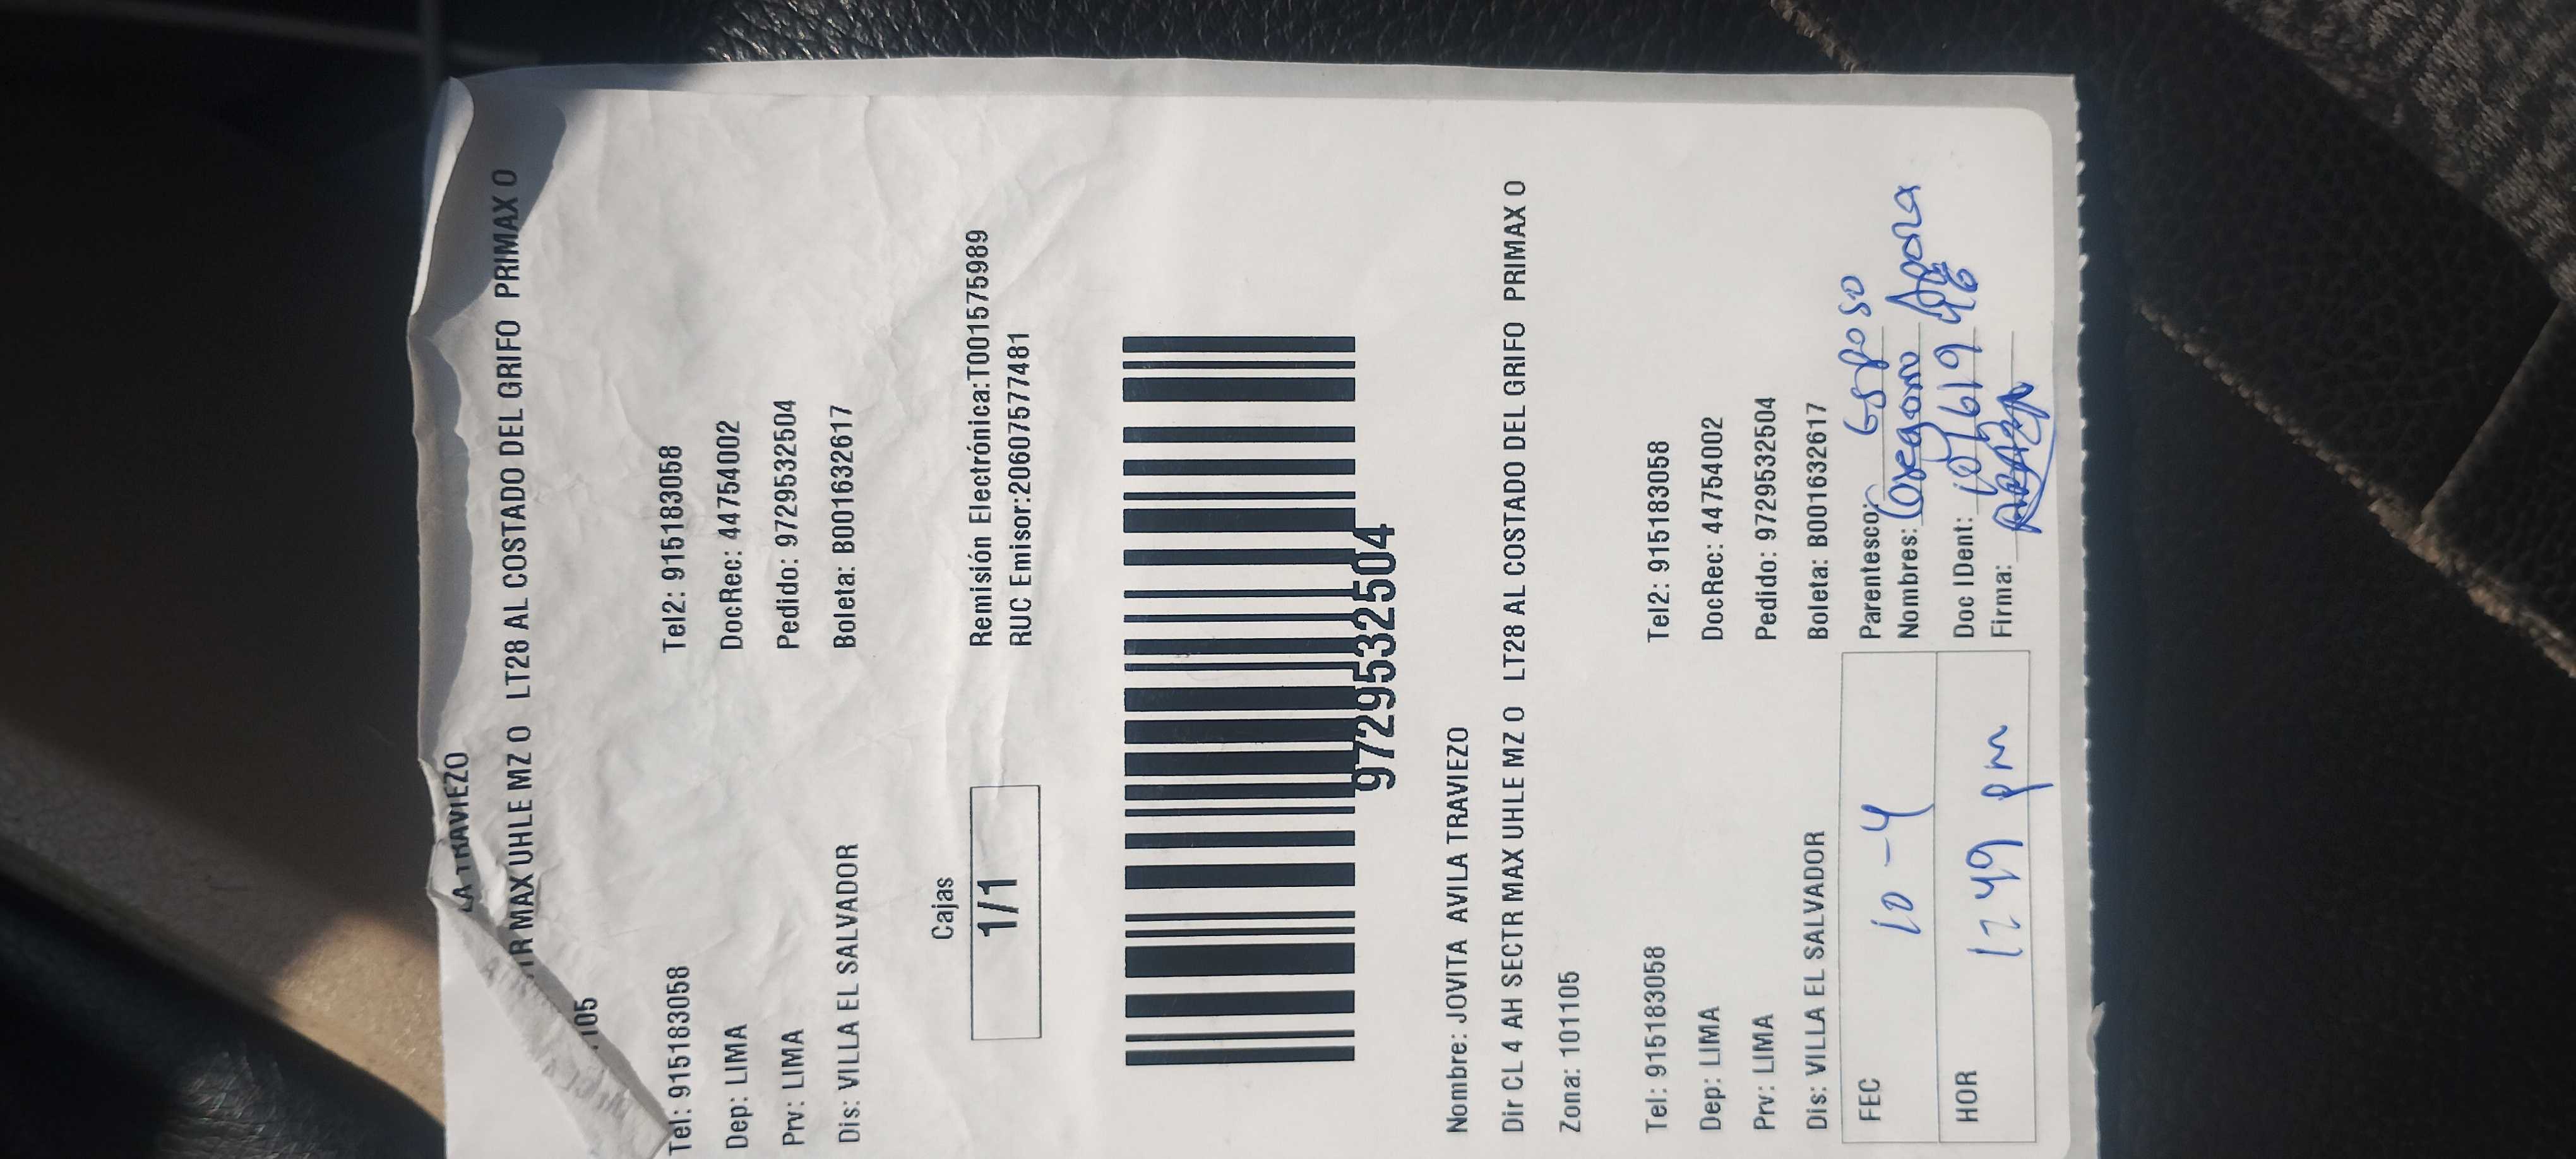 LA TRAVIEZO
TR MAX UHLE MZ O LT28 AL COSTADO DEL GRIFO PRIMAX O
105
Tel: 915183058 Tel2: 915183058
Dep: LIMA DocRec: 44754002
Prv: LIMA Pedido: 9729532504
Dis: VILLA EL SALVADOR Boleta: B001632617
Cajas
1/1
Remisión Electrónica:T001575989
RUC Emisor:20607577481
9729532504
Nombre: JOVITA AVILA TRAVIEZO
Dir CL 4 AH SECTR MAX UHLE MZ O LT28 AL COSTADO DEL GRIFO PRIMAX O
Zona: 101105
Tel: 915183058 Tel2: 915183058
Dep: LIMA DocRec: 44754002
Prv: LIMA Pedido: 9729532504
Dis: VILLA EL SALVADOR Boleta: B001632617
FEC 10-4
HOR 12 49 pm
Parentesco: Esposo
Nombres:
Doc IDent:
Firma: